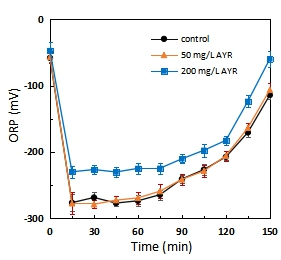 0
-100
-200
-300
ORP (mV)
control
50 mg/L AYR
200 mg/L AYR
0 30 60 90 120 150
Time (min)